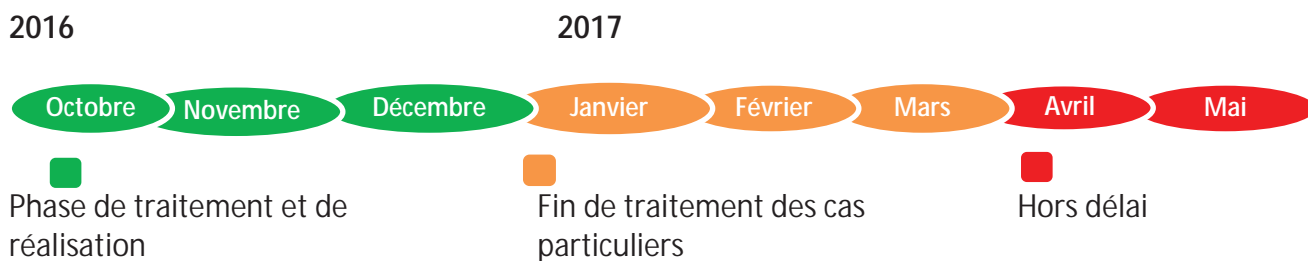 2016 2017
Octobre Novembre Décembre Janvier Février Mars Avril Mai
Phase de traitement et de
réalisation
Fin de traitement des cas
particuliers
Hors délai